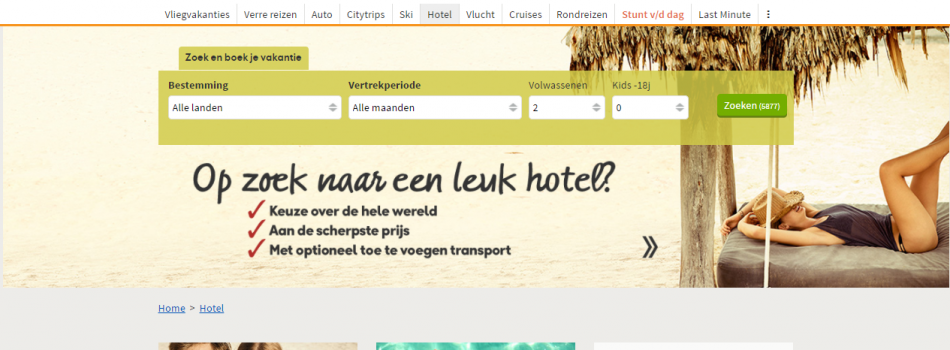 Vliegvakanties Verre reizen Auto Citytrips Ski Hotel Vlucht Cruises Rondreizen Stunt v/d dag Last Minute
Zoek en boek je vakantie
Bestemming Vertrekperiode Volwassenen Kids -18j
Alle landen Alle maanden 2 0 Zoeken (5877)
Op zoek naar een leuk hotel?
Keuze over de hele wereld
Aan de scherpste prijs
Met optioneel toe te voegen transport
Home > Hotel